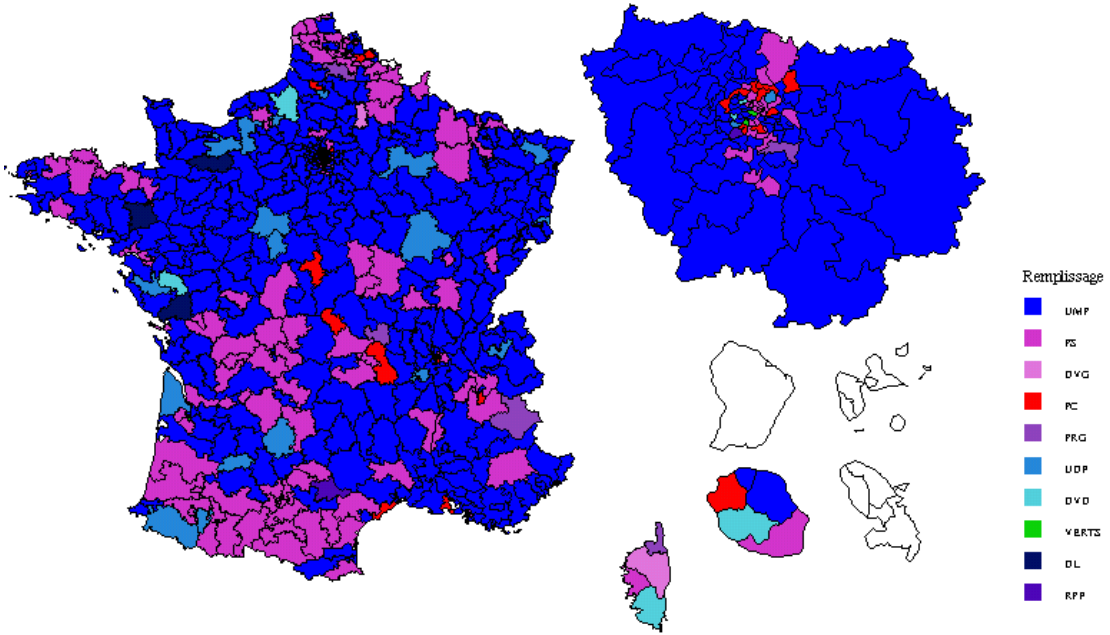 Remplissage
UMP
PS
DVG
PC
PRG
UDF
DVD
VERTS
DL
RPF